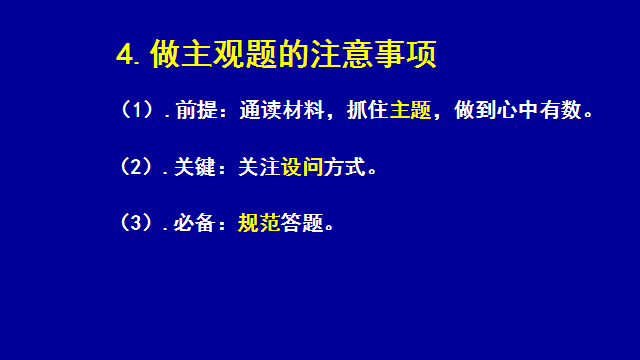 4.做主观题的注意事项
（1）.前提：通读材料，抓住主题，做到心中有数。
（2）.关键：关注设问方式。
（3）.必备：规范答题。